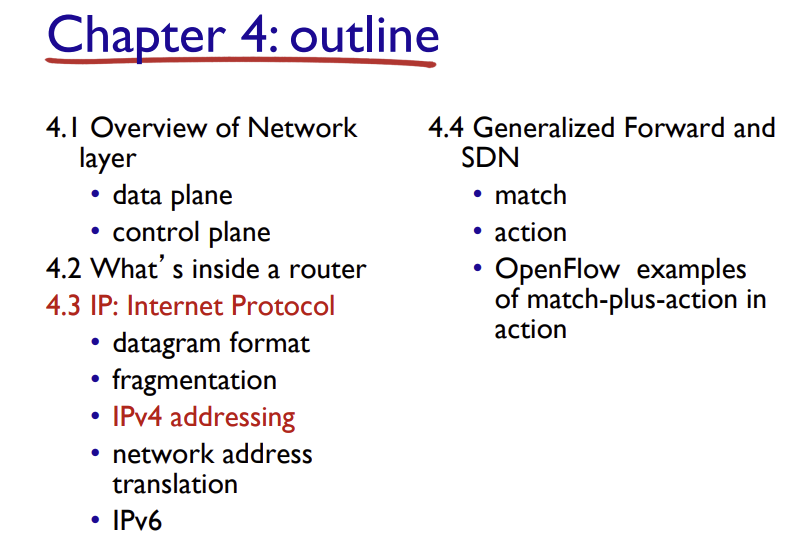 Chapter 4: outline
4.1 Overview of Network
layer
• data plane
• control plane
4.2 What’s inside a router
4.3 IP: Internet Protocol
• datagram format
• fragmentation
• IPv4 addressing
• network address
translation
• IPv6
4.4 Generalized Forward and
SDN
• match
• action
• OpenFlow examples
of match-plus-action in
action